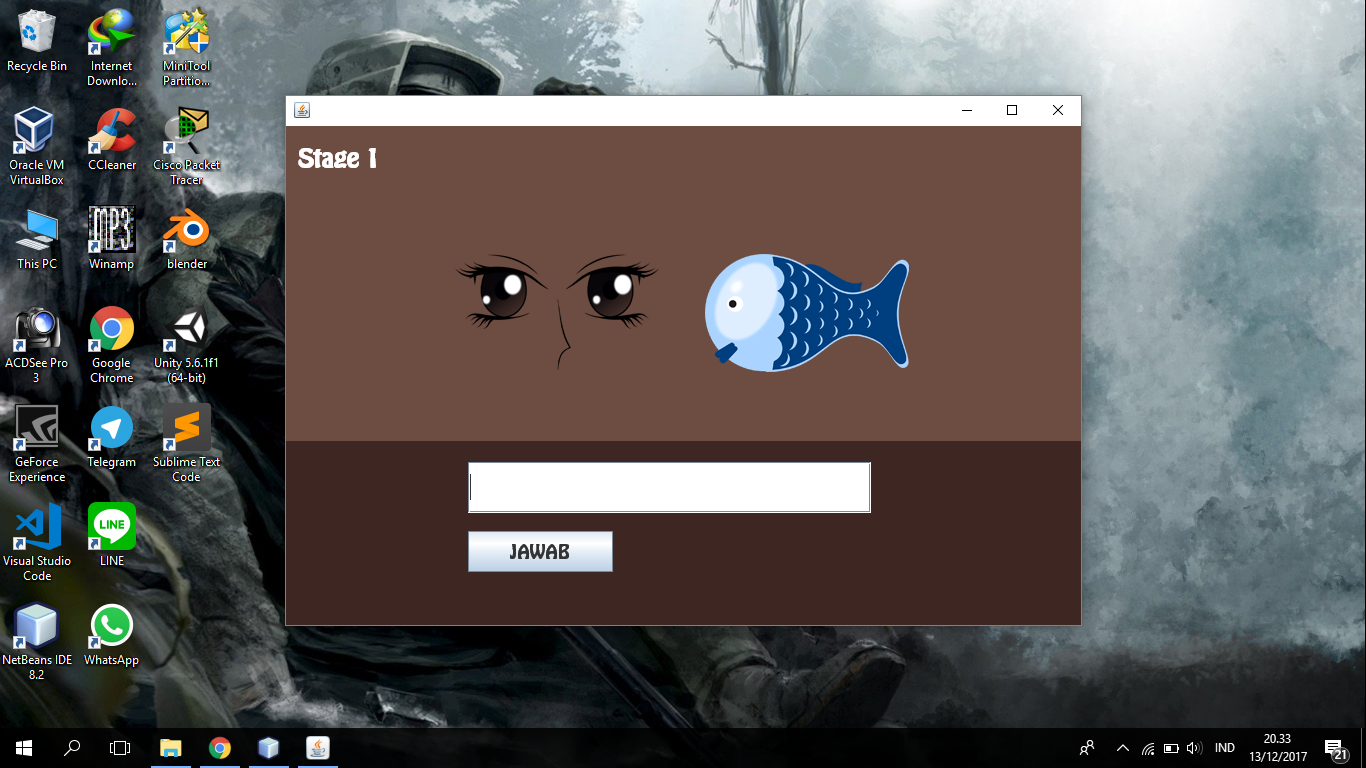 Recycle Bin
Internet
Downlo...
MiniTool
Partitio...
Oracle VM
VirtualBox
CCleaner
Cisco Packet
Tracer
This PC
MP3
Winamp
blender
ACDSee Pro
3
Google
Chrome
Unity 5.6.1f1
(64-bit)
GeForce
Experience
Telegram
Sublime Text
Code
Visual Studio
Code
LINE
LINE
NetBeans IDE
8.2
WhatsApp
Stage 1
JAWAB
IND
20.33
13/12/2017
21